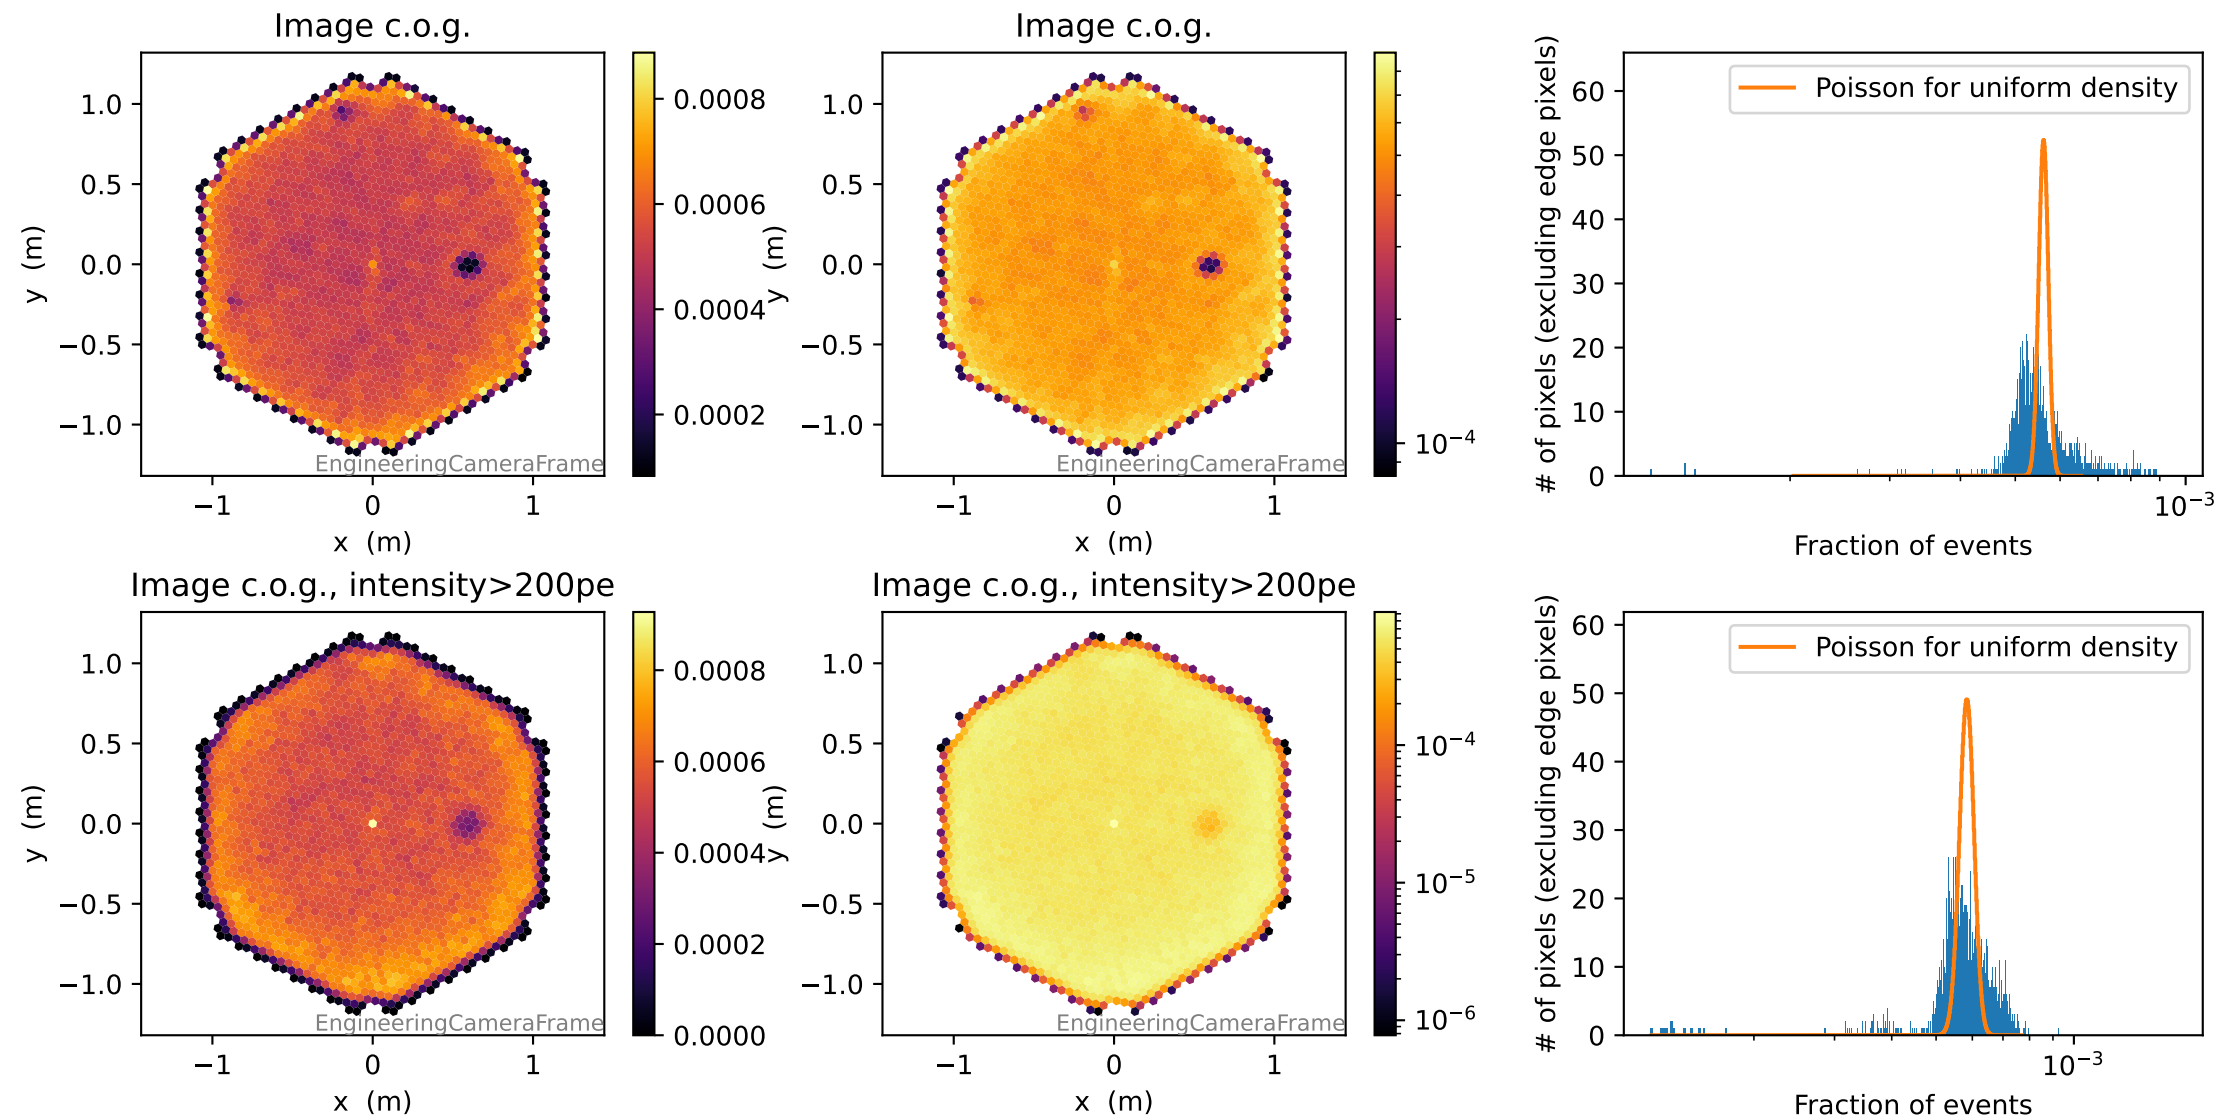 Image c.o.g.
1.0
0.5
0.0
−0.5
−1.0
y (m)
−1
0
1
x (m)
EngineeringCameraFrame
0.0008
0.0006
0.0004
0.0002
Image c.o.g.
1.0
0.5
0.0
−0.5
−1.0
y (m)
−1
0
1
x (m)
EngineeringCameraFrame
10⁻⁴
# of pixels (excluding edge pixels)
60
50
40
30
20
10
0
Poisson for uniform density
10⁻³
Fraction of events
Image c.o.g., intensity>200pe
1.0
0.5
0.0
−0.5
−1.0
y (m)
−1
0
1
x (m)
EngineeringCameraFrame
0.0008
0.0006
0.0004
0.0002
0.0000
Image c.o.g., intensity>200pe
1.0
0.5
0.0
−0.5
−1.0
y (m)
−1
0
1
x (m)
EngineeringCameraFrame
10⁻⁴
10⁻⁵
10⁻⁶
# of pixels (excluding edge pixels)
60
50
40
30
20
10
0
Poisson for uniform density
10⁻³
Fraction of events